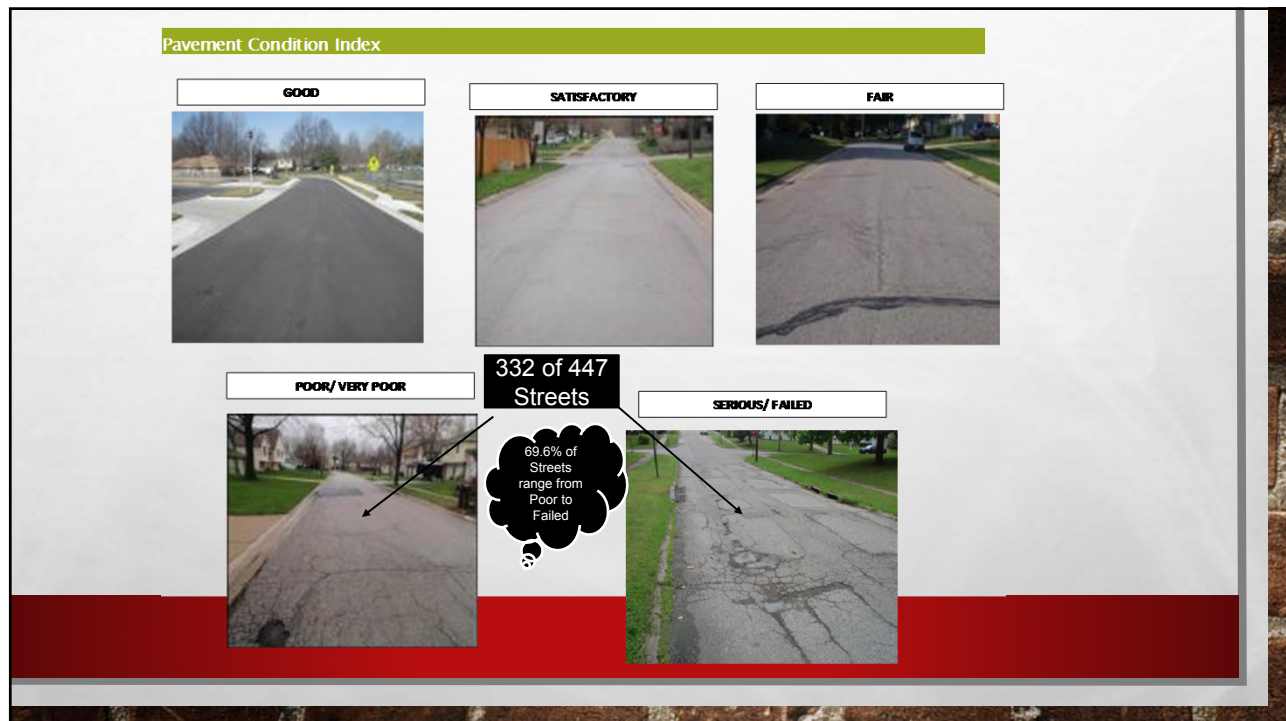 Pavement Condition Index
GOOD
SATISFACTORY
FAIR
332 of 447
Streets
POOR/ VERY POOR
SERIOUS/ FAILED
69.6% of
Streets
range from
Poor to
Failed